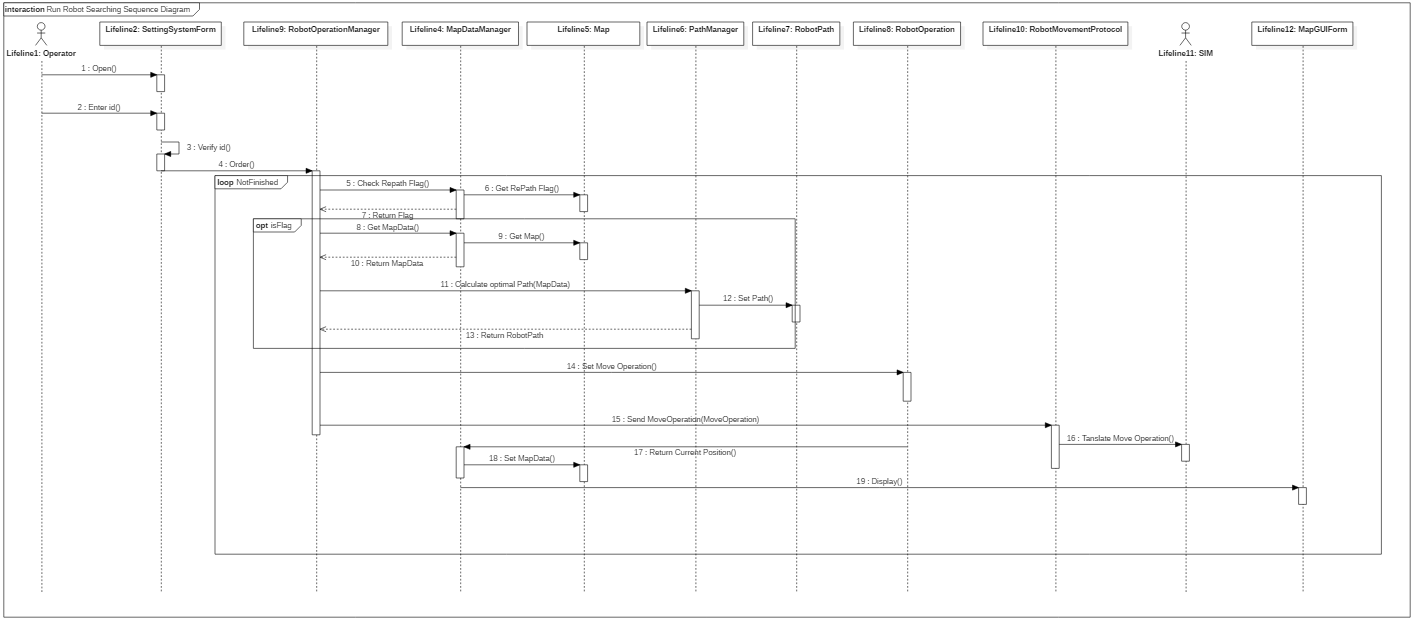 interaction Run Robot Searching Sequence Diagram
Lifeline1: Operator
Lifeline2: SettingSystemForm
Lifeline9: RobotOperationManager
Lifeline4: MapDataManager
Lifeline5: Map
Lifeline6: PathManager
Lifeline7: RobotPath
Lifeline8: RobotOperation
Lifeline10: RobotMovementProtocol
Lifeline11: SIM
Lifeline12: MapGUIForm
1 : Open()
2 : Enter id()
3 : Verify id()
4 : Order()
loop NotFinished
5 : Check Repath Flag()
6 : Get RePath Flag()
7 : Return Flag
opt isFlag
8 : Get MapData()
9 : Get Map()
10 : Return MapData
11 : Calculate optimal Path(MapData)
12 : Set Path()
13 : Return RobotPath
14 : Set Move Operation()
15 : Send MoveOperation(MoveOperation)
16 : Tanslate Move Operation()
17 : Return Current Position()
18 : Set MapData()
19 : Display()